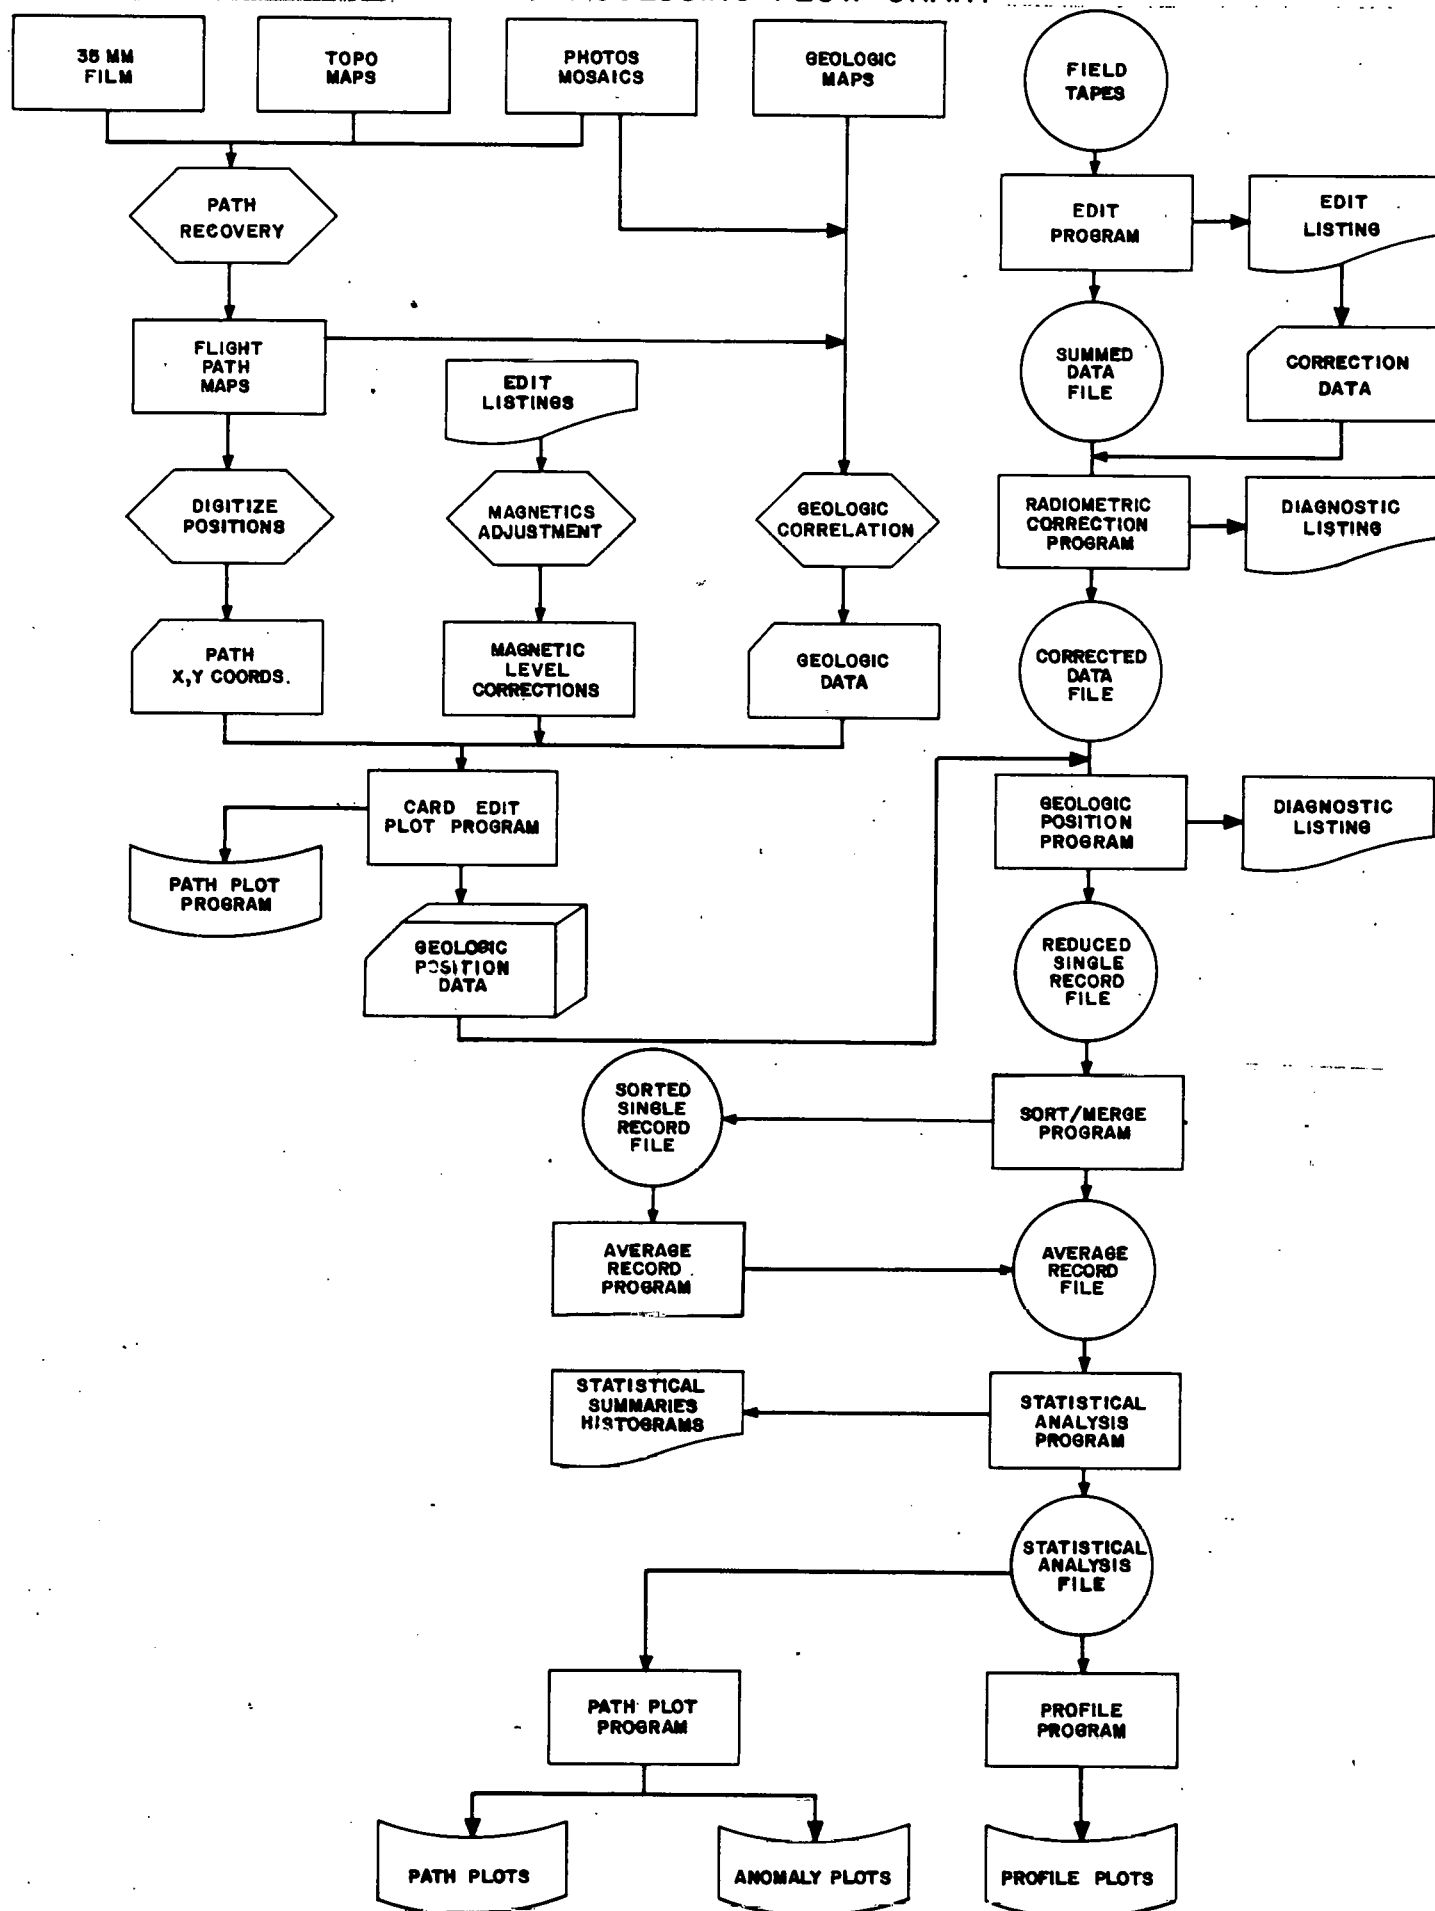 FLOW CHART
35 MM
FILM
TOPO
MAPS
PHOTOS
MOSAICS
GEOLOGIC
MAPS
FIELD
TAPES
PATH
RECOVERY
EDIT
PROGRAM
EDIT
LISTING
FLIGHT
PATH
MAPS
EDIT
LISTINGS
SUMMED
DATA
FILE
CORRECTION
DATA
DIGITIZE
POSITIONS
MAGNETICS
ADJUSTMENT
GEOLOGIC
CORRELATION
RADIOMETRIC
CORRECTION
PROGRAM
DIAGNOSTIC
LISTING
PATH
X,Y COORDS.
MAGNETIC
LEVEL
CORRECTIONS
GEOLOGIC
DATA
CORRECTED
DATA
FILE
CARD EDIT
PLOT PROGRAM
GEOLOGIC
POSITION
PROGRAM
DIAGNOSTIC
LISTING
PATH PLOT
PROGRAM
GEOLOGIC
POSITION
DATA
REDUCED
SINGLE
RECORD
FILE
SORTED
SINGLE
RECORD
FILE
SORT/MERGE
PROGRAM
AVERAGE
RECORD
PROGRAM
AVERAGE
RECORD
FILE
STATISTICAL
SUMMARIES
HISTOGRAMS
STATISTICAL
ANALYSIS
PROGRAM
STATISTICAL
ANALYSIS
FILE
PATH PLOT
PROGRAM
PROFILE
PROGRAM
PATH PLOTS
ANOMALY PLOTS
PROFILE PLOTS